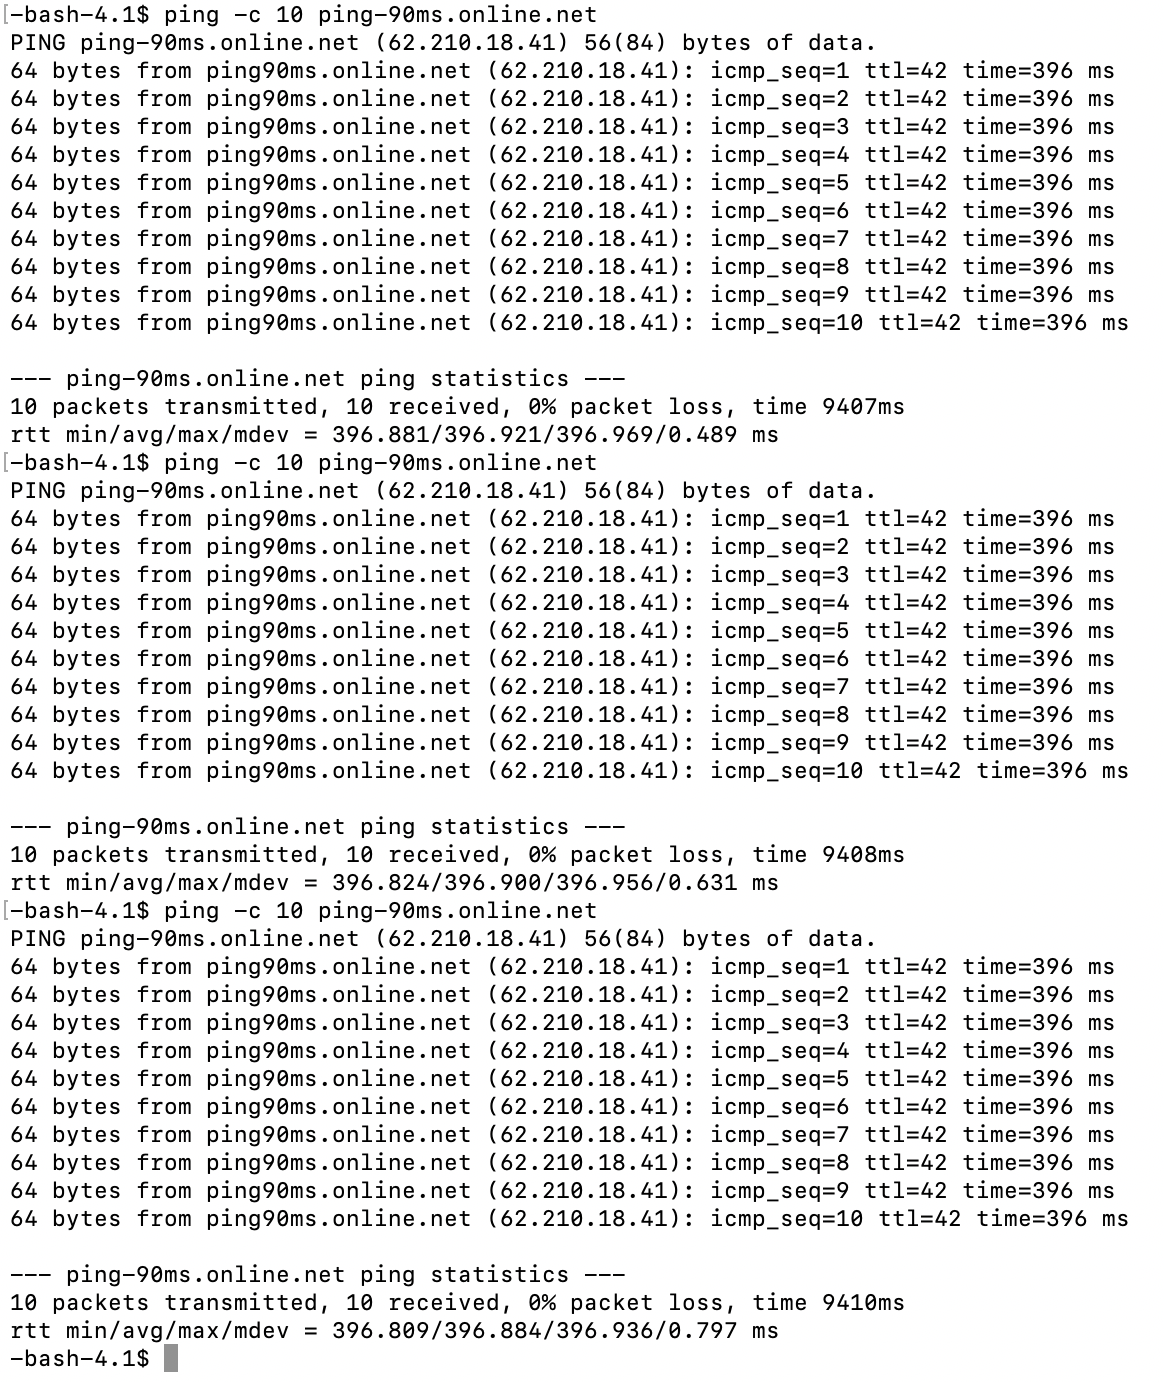 [-bash-4.1$ ping -c 10 ping-90ms.online.net
PING ping-90ms.online.net (62.210.18.41) 56(84) bytes of data.
64 bytes from ping90ms.online.net (62.210.18.41): icmp_seq=1 ttl=42 time=396 ms
64 bytes from ping90ms.online.net (62.210.18.41): icmp_seq=2 ttl=42 time=396 ms
64 bytes from ping90ms.online.net (62.210.18.41): icmp_seq=3 ttl=42 time=396 ms
64 bytes from ping90ms.online.net (62.210.18.41): icmp_seq=4 ttl=42 time=396 ms
64 bytes from ping90ms.online.net (62.210.18.41): icmp_seq=5 ttl=42 time=396 ms
64 bytes from ping90ms.online.net (62.210.18.41): icmp_seq=6 ttl=42 time=396 ms
64 bytes from ping90ms.online.net (62.210.18.41): icmp_seq=7 ttl=42 time=396 ms
64 bytes from ping90ms.online.net (62.210.18.41): icmp_seq=8 ttl=42 time=396 ms
64 bytes from ping90ms.online.net (62.210.18.41): icmp_seq=9 ttl=42 time=396 ms
64 bytes from ping90ms.online.net (62.210.18.41): icmp_seq=10 ttl=42 time=396 ms

--- ping-90ms.online.net ping statistics ---
10 packets transmitted, 10 received, 0% packet loss, time 9407ms
rtt min/avg/max/mdev = 396.881/396.921/396.969/0.489 ms
[-bash-4.1$ ping -c 10 ping-90ms.online.net
PING ping-90ms.online.net (62.210.18.41) 56(84) bytes of data.
64 bytes from ping90ms.online.net (62.210.18.41): icmp_seq=1 ttl=42 time=396 ms
64 bytes from ping90ms.online.net (62.210.18.41): icmp_seq=2 ttl=42 time=396 ms
64 bytes from ping90ms.online.net (62.210.18.41): icmp_seq=3 ttl=42 time=396 ms
64 bytes from ping90ms.online.net (62.210.18.41): icmp_seq=4 ttl=42 time=396 ms
64 bytes from ping90ms.online.net (62.210.18.41): icmp_seq=5 ttl=42 time=396 ms
64 bytes from ping90ms.online.net (62.210.18.41): icmp_seq=6 ttl=42 time=396 ms
64 bytes from ping90ms.online.net (62.210.18.41): icmp_seq=7 ttl=42 time=396 ms
64 bytes from ping90ms.online.net (62.210.18.41): icmp_seq=8 ttl=42 time=396 ms
64 bytes from ping90ms.online.net (62.210.18.41): icmp_seq=9 ttl=42 time=396 ms
64 bytes from ping90ms.online.net (62.210.18.41): icmp_seq=10 ttl=42 time=396 ms

--- ping-90ms.online.net ping statistics ---
10 packets transmitted, 10 received, 0% packet loss, time 9408ms
rtt min/avg/max/mdev = 396.824/396.900/396.956/0.631 ms
[-bash-4.1$ ping -c 10 ping-90ms.online.net
PING ping-90ms.online.net (62.210.18.41) 56(84) bytes of data.
64 bytes from ping90ms.online.net (62.210.18.41): icmp_seq=1 ttl=42 time=396 ms
64 bytes from ping90ms.online.net (62.210.18.41): icmp_seq=2 ttl=42 time=396 ms
64 bytes from ping90ms.online.net (62.210.18.41): icmp_seq=3 ttl=42 time=396 ms
64 bytes from ping90ms.online.net (62.210.18.41): icmp_seq=4 ttl=42 time=396 ms
64 bytes from ping90ms.online.net (62.210.18.41): icmp_seq=5 ttl=42 time=396 ms
64 bytes from ping90ms.online.net (62.210.18.41): icmp_seq=6 ttl=42 time=396 ms
64 bytes from ping90ms.online.net (62.210.18.41): icmp_seq=7 ttl=42 time=396 ms
64 bytes from ping90ms.online.net (62.210.18.41): icmp_seq=8 ttl=42 time=396 ms
64 bytes from ping90ms.online.net (62.210.18.41): icmp_seq=9 ttl=42 time=396 ms
64 bytes from ping90ms.online.net (62.210.18.41): icmp_seq=10 ttl=42 time=396 ms

--- ping-90ms.online.net ping statistics ---
10 packets transmitted, 10 received, 0% packet loss, time 9410ms
rtt min/avg/max/mdev = 396.809/396.884/396.936/0.797 ms
-bash-4.1$